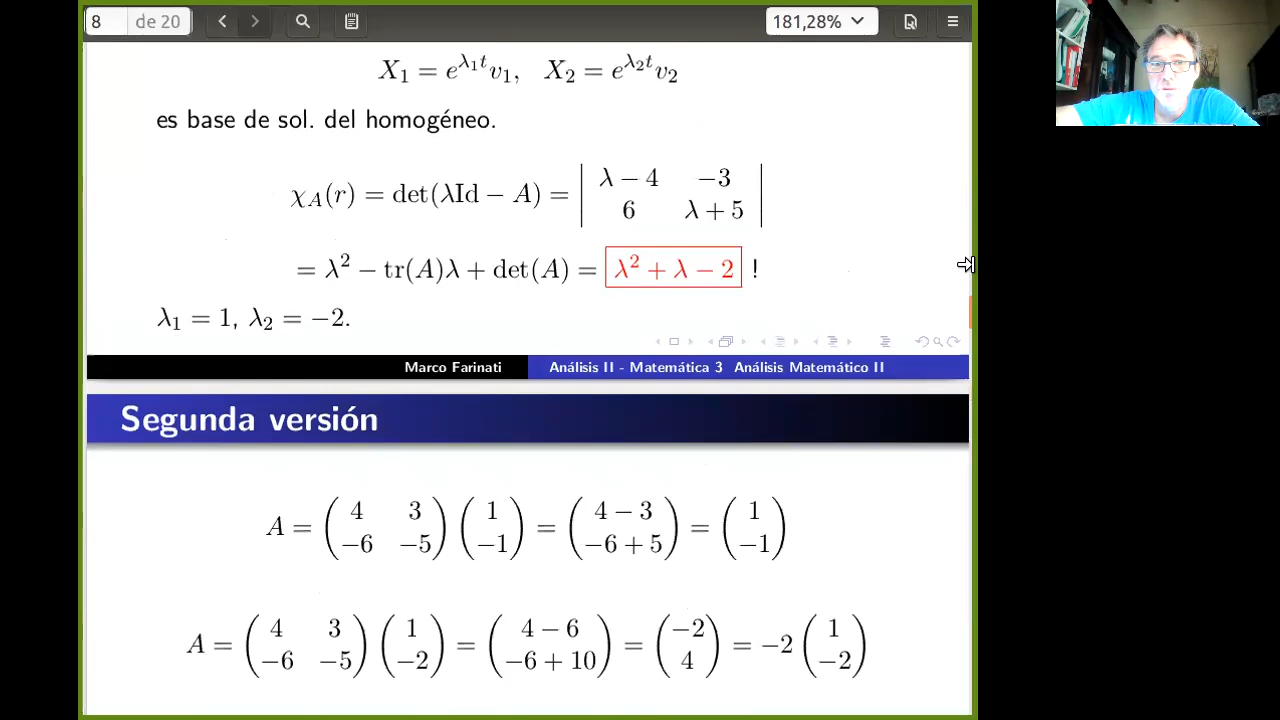 8 de 20 181,28%
X₁ = e^{λ₁t}v₁, X₂ = e^{λ₂t}v₂
es base de sol. del homogéneo.
χ_A(r) = det(λId − A) = | λ − 4 −3 ; 6 λ + 5 |
= λ² − tr(A)λ + det(A) = λ² + λ − 2 !
λ₁ = 1, λ₂ = −2.
Marco Farinati Análisis II - Matemática 3 Análisis Matemático II
Segunda versión
A = (4 3 ; −6 −5) (1 ; −1) = (4 − 3 ; −6 + 5) = (1 ; −1)
A = (4 3 ; −6 −5) (1 ; −2) = (4 − 6 ; −6 + 10) = (−2 ; 4) = −2 (1 ; −2)